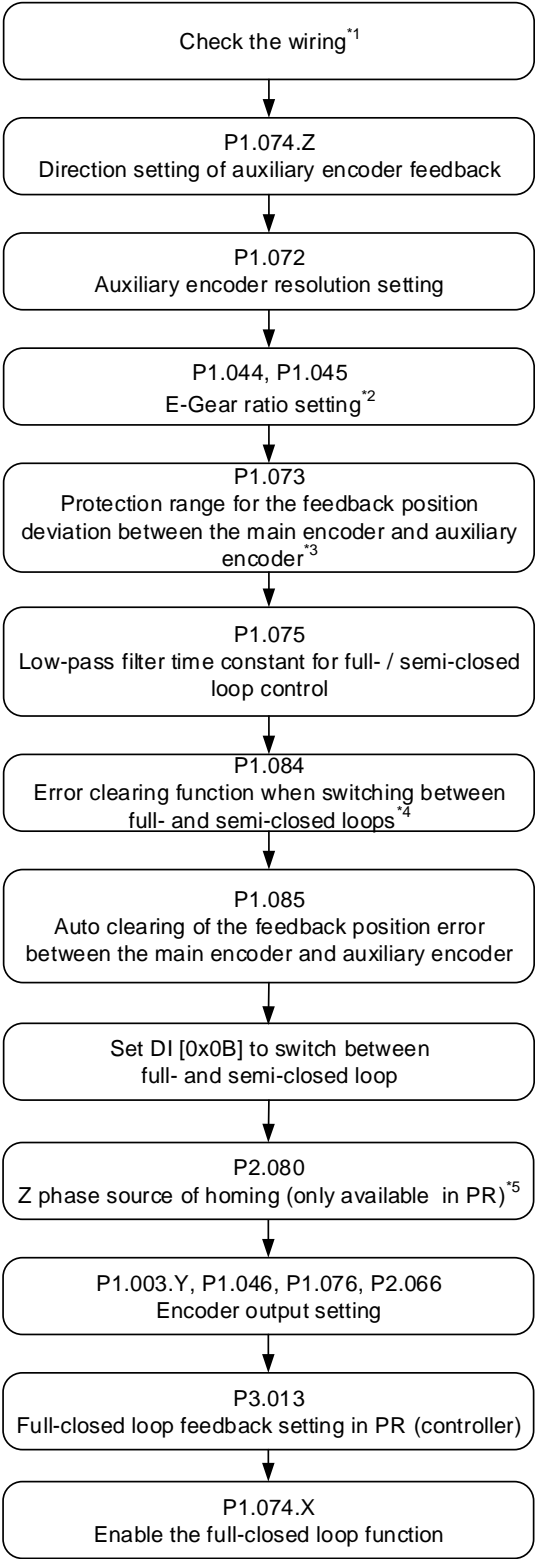 Check the wiring*1
P1.074.Z
Direction setting of auxiliary encoder feedback
P1.072
Auxiliary encoder resolution setting
P1.044, P1.045
E-Gear ratio setting*2
P1.073
Protection range for the feedback position
deviation between the main encoder and auxiliary
encoder*3
P1.075
Low-pass filter time constant for full- / semi-closed
loop control
P1.084
Error clearing function when switching between
full- and semi-closed loops*4
P1.085
Auto clearing of the feedback position error
between the main encoder and auxiliary encoder
Set DI [0x0B] to switch between
full- and semi-closed loop
P2.080
Z phase source of homing (only available in PR)*5
P1.003.Y, P1.046, P1.076, P2.066
Encoder output setting
P3.013
Full-closed loop feedback setting in PR (controller)
P1.074.X
Enable the full-closed loop function